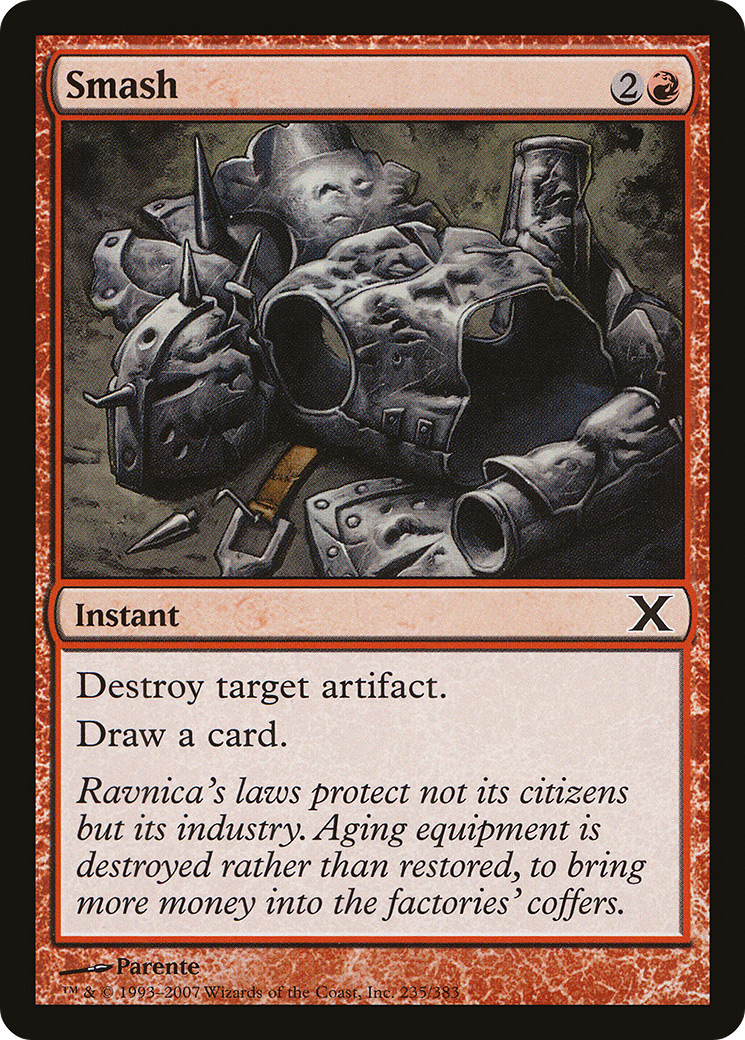 Smash 2
Instant X
Destroy target artifact.
Draw a card.
Ravnica's laws protect not its citizens
but its industry. Aging equipment is
destroyed rather than restored, to bring
more money into the factories' coffers.
Parente
™ & © 1993–2007 Wizards of the Coast, Inc. 235/383